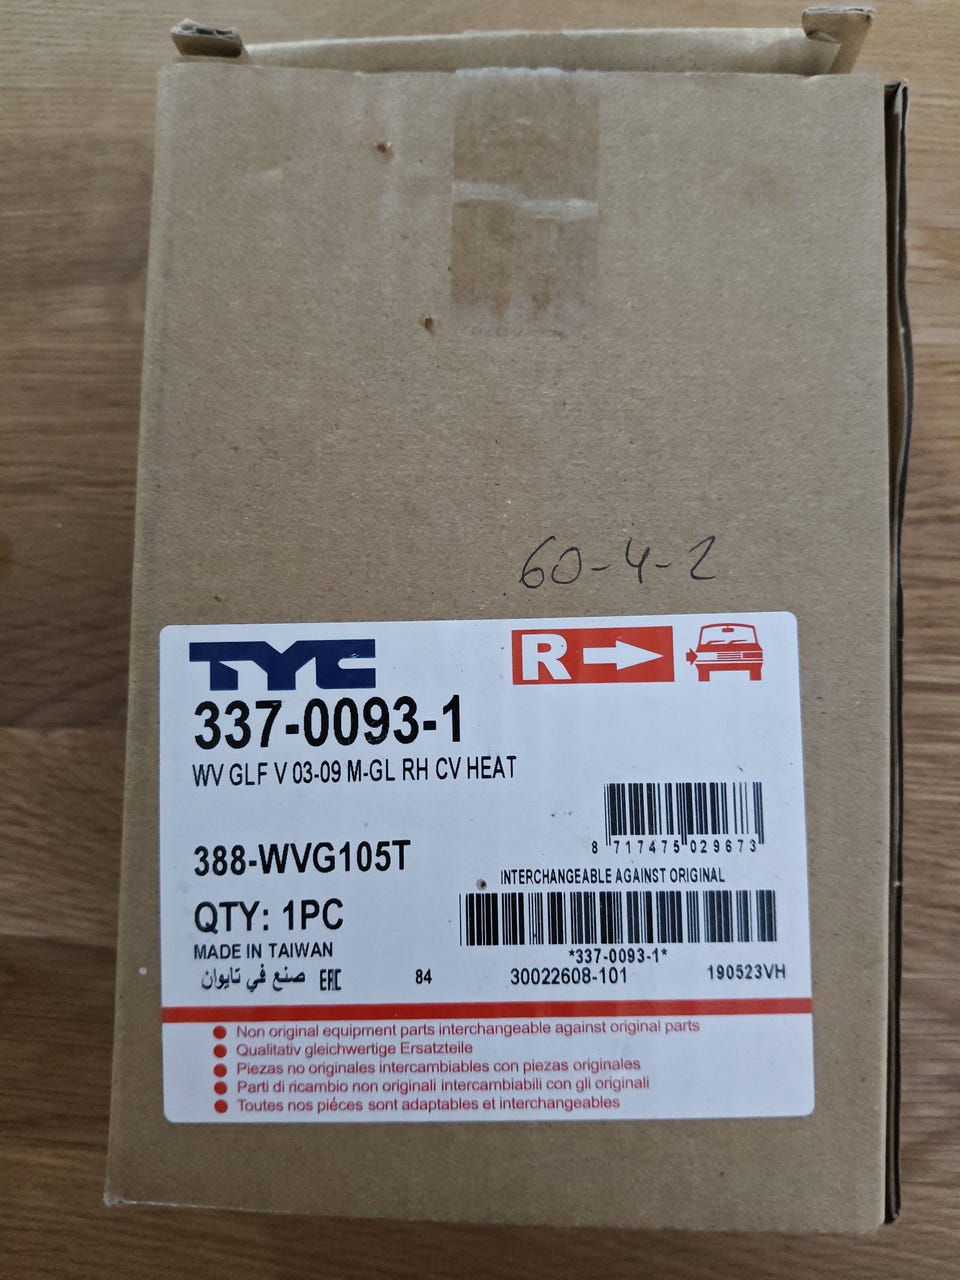 60-4-2
TYC
R
337-0093-1
WV GLF V 03-09 M-GL RH CV HEAT
8 717475 029673
388-WVG105T
INTERCHANGEABLE AGAINST ORIGINAL
QTY: 1PC
*337-0093-1*
MADE IN TAIWAN
صنع في تايوان EAC 84 30022608-101 190523VH
Non original equipment parts interchangeable against original parts
Qualitativ gleichwertige Ersatzteile
Piezas no originales intercambiables con piezas originales
Parti di ricambio non originali intercambiabili con gli originali
Toutes nos piéces sont adaptables et interchangeables